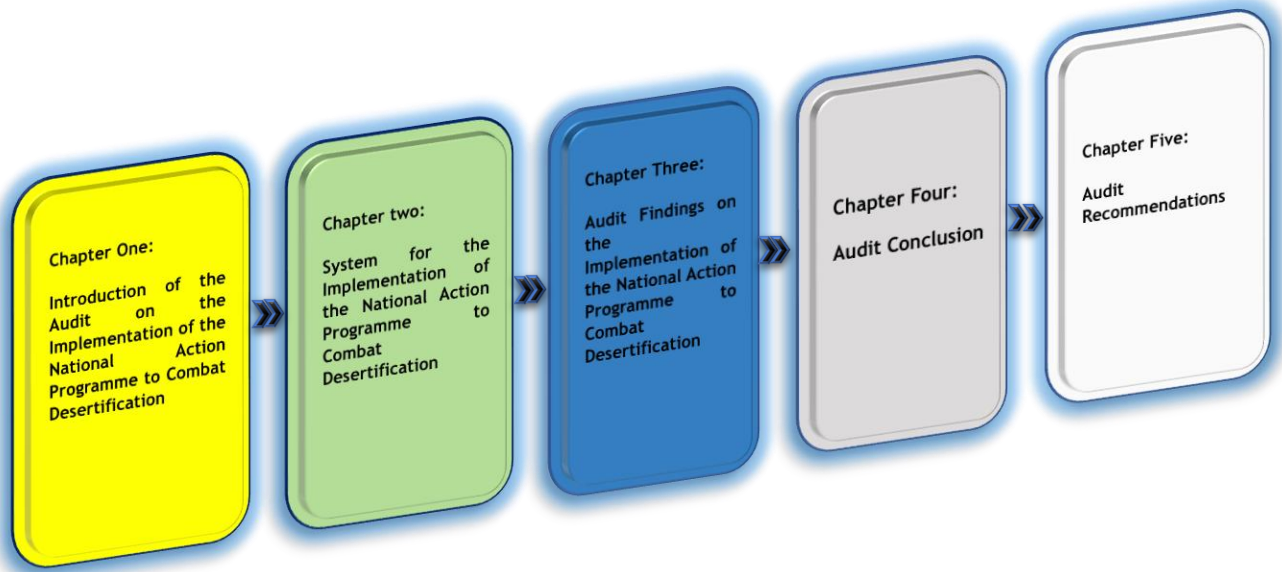 Chapter One:
Introduction of the
Audit on the
Implementation of the
National Action
Programme to Combat
Desertification
Chapter two:
System for the
Implementation of
the National Action
Programme to
Combat
Desertification
Chapter Three:
Audit Findings on
the
Implementation of
the National Action
Programme to
Combat
Desertification
Chapter Four:
Audit Conclusion
Chapter Five:
Audit
Recommendations